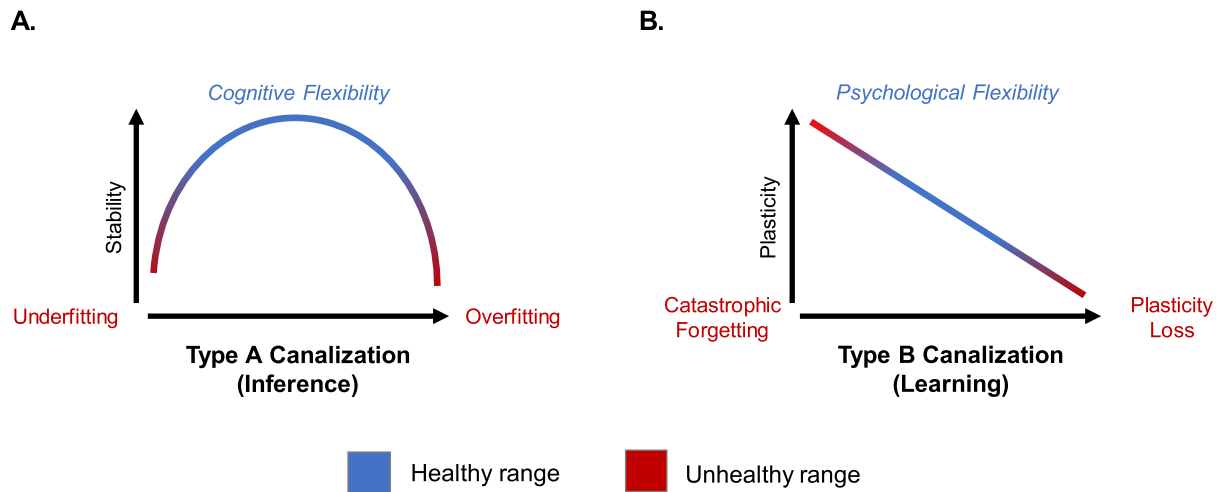 A.
Cognitive Flexibility
Stability
Underfitting
Overfitting
Type A Canalization
(Inference)
B.
Psychological Flexibility
Plasticity
Catastrophic
Forgetting
Plasticity
Loss
Type B Canalization
(Learning)
Healthy range
Unhealthy range